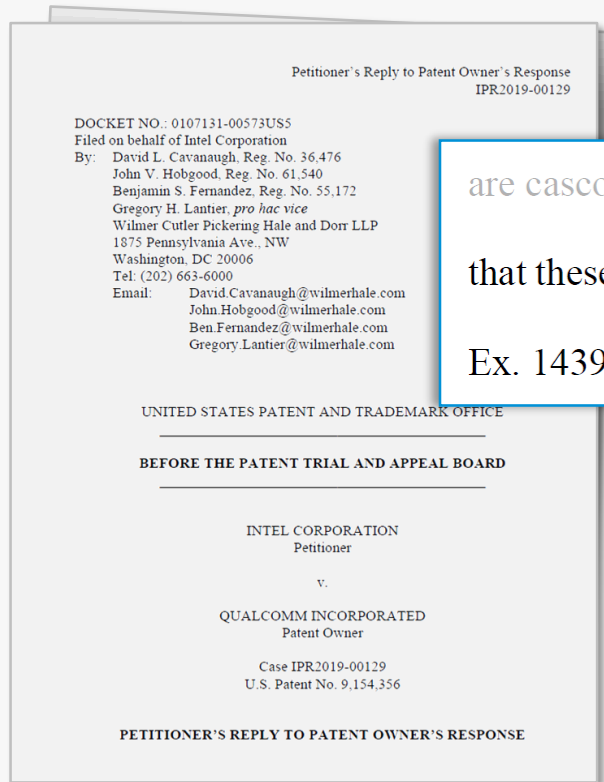 Petitioner's Reply to Patent Owner's Response
IPR2019-00129
DOCKET NO.: 0107131-00573US5
Filed on behalf of Intel Corporation
By: David L. Cavanaugh, Reg. No. 36,476
John V. Hobgood, Reg. No. 61,540
Benjamin S. Fernandez, Reg. No. 55,172
Gregory H. Lantier, pro hac vice
Wilmer Cutler Pickering Hale and Dorr LLP
1875 Pennsylvania Ave., NW
Washington, DC 20006
Tel: (202) 663-6000
Email: David.Cavanaugh@wilmerhale.com
John.Hobgood@wilmerhale.com
Ben.Fernandez@wilmerhale.com
Gregory.Lantier@wilmerhale.com
are casco
that these
Ex. 1439
UNITED STATES PATENT AND TRADEMARK OFFICE
BEFORE THE PATENT TRIAL AND APPEAL BOARD
INTEL CORPORATION
Petitioner
v.
QUALCOMM INCORPORATED
Patent Owner
Case IPR2019-00129
U.S. Patent No. 9,154,356
PETITIONER'S REPLY TO PATENT OWNER'S RESPONSE